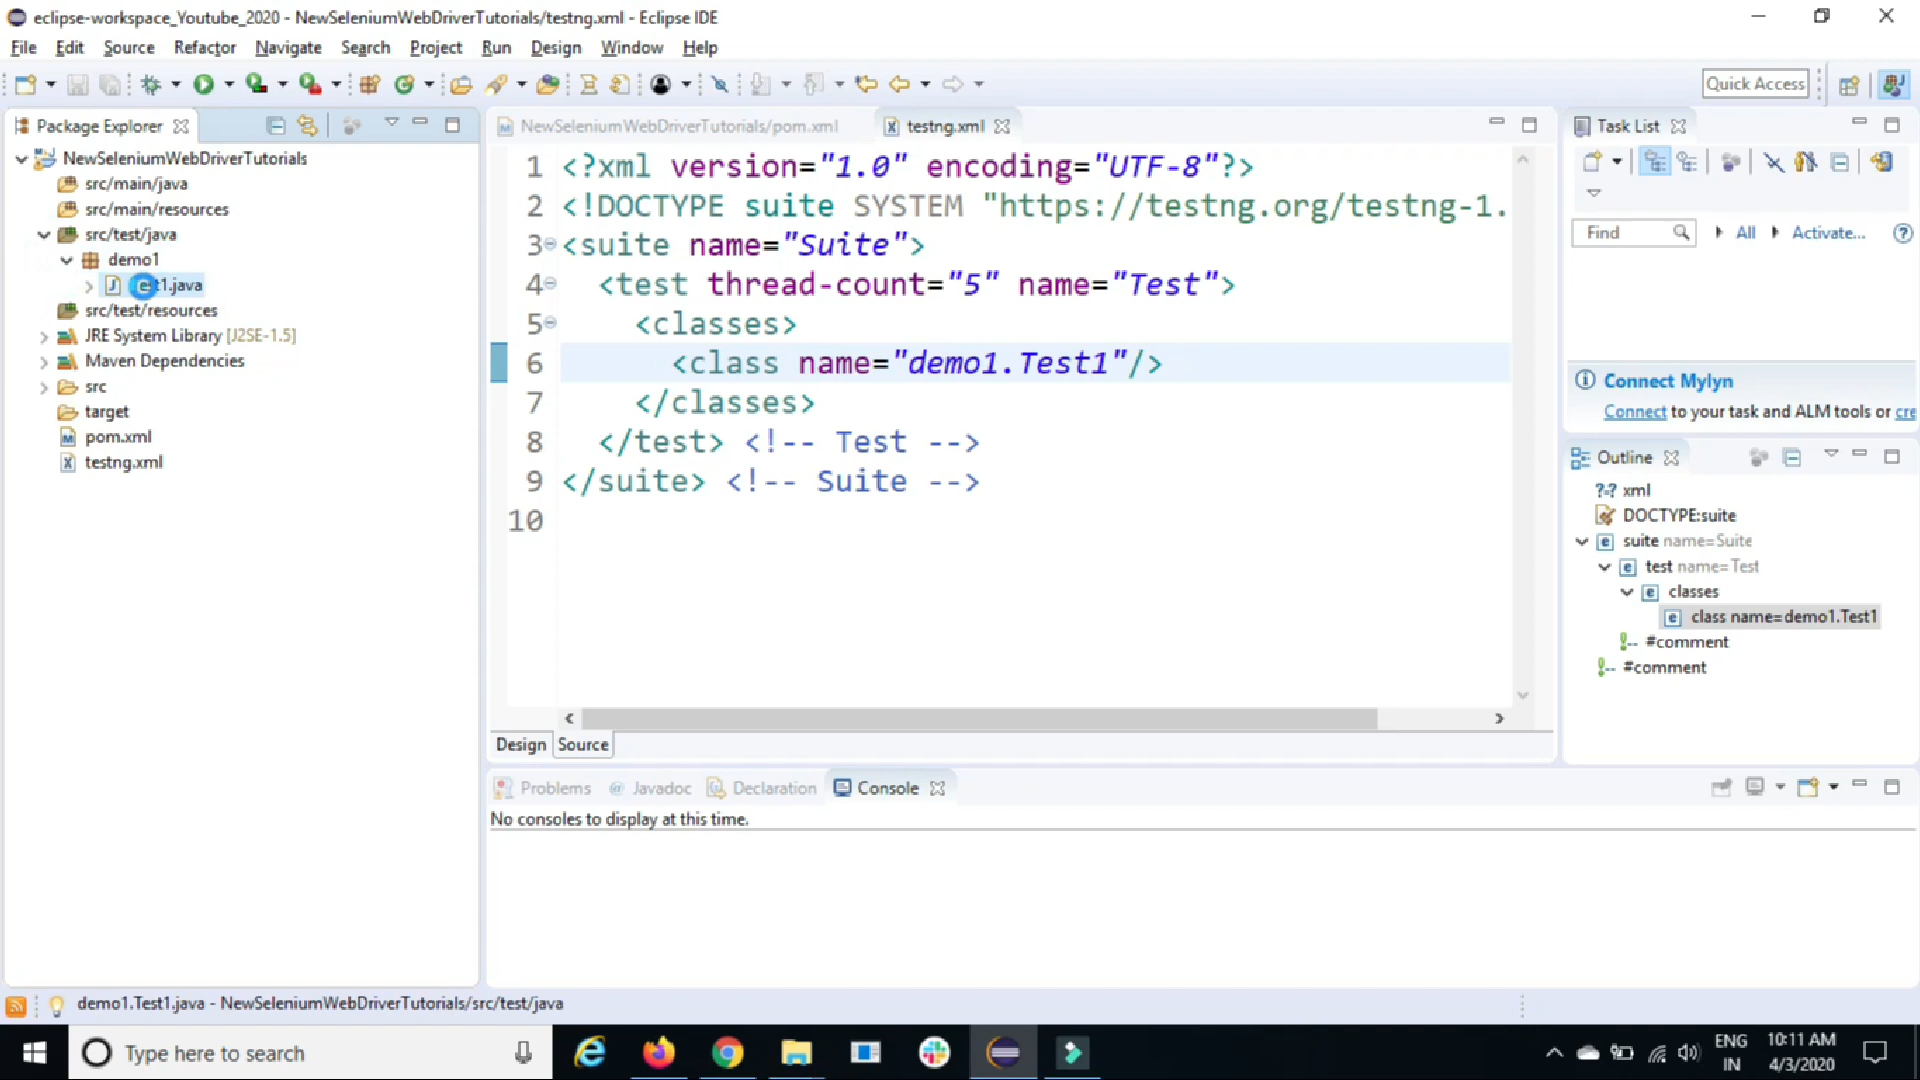 eclipse-workspace_Youtube_2020 - NewSeleniumWebDriverTutorials/testng.xml - Eclipse IDE
File Edit Source Refactor Navigate Search Project Run Design Window Help
Quick Access
Package Explorer
NewSeleniumWebDriverTutorials
src/main/java
src/main/resources
src/test/java
demo1
Test1.java
src/test/resources
JRE System Library [J2SE-1.5]
Maven Dependencies
src
target
pom.xml
testng.xml
NewSeleniumWebDriverTutorials/pom.xml testng.xml
1 <?xml version="1.0" encoding="UTF-8"?>
2 <!DOCTYPE suite SYSTEM "https://testng.org/testng-1.
3 <suite name="Suite">
4 <test thread-count="5" name="Test">
5 <classes>
6 <class name="demo1.Test1"/>
7 </classes>
8 </test> <!-- Test -->
9 </suite> <!-- Suite -->
10
Design Source
Problems Javadoc Declaration Console
No consoles to display at this time.
Task List
Find All Activate...
Connect Mylyn
Connect to your task and ALM tools or cre
Outline
?-? xml
DOCTYPE:suite
suite name=Suite
test name=Test
classes
class name=demo1.Test1
#comment
#comment
demo1.Test1.java - NewSeleniumWebDriverTutorials/src/test/java
Type here to search
ENG
IN
10:11 AM
4/3/2020